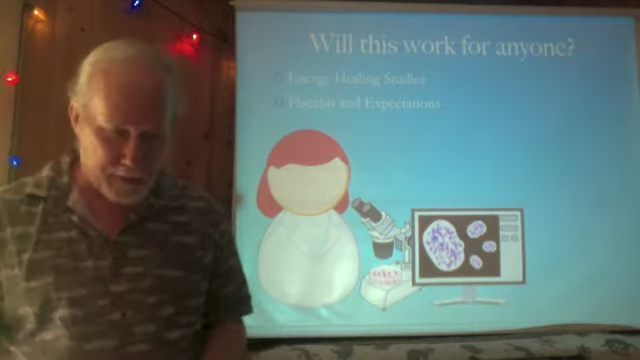 Will this work for anyone?
Energy Healing Studies
Placebo and Expectations